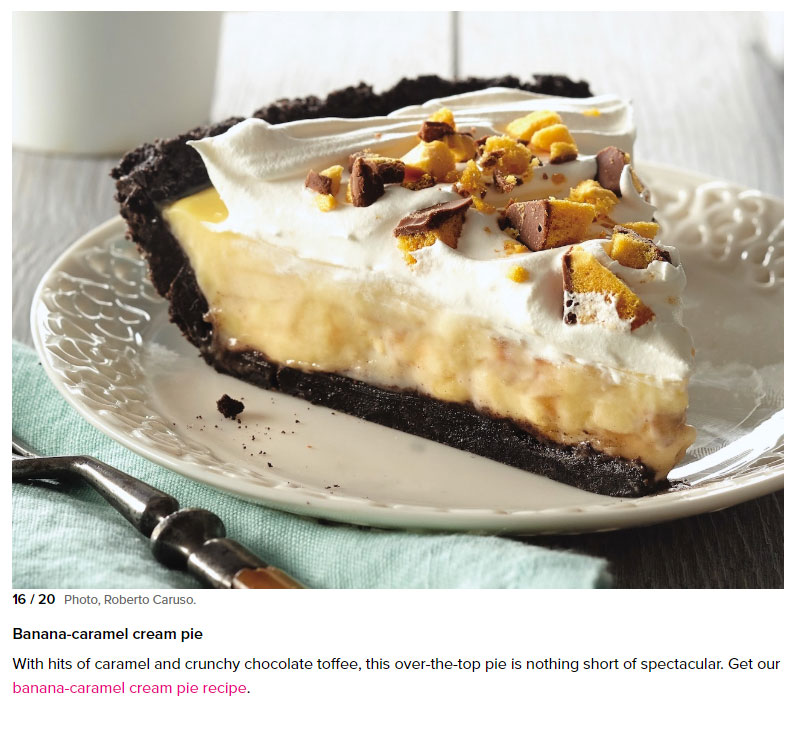 16 / 20 Photo, Roberto Caruso.
Banana-caramel cream pie
With hits of caramel and crunchy chocolate toffee, this over-the-top pie is nothing short of spectacular. Get our
banana-caramel cream pie recipe.